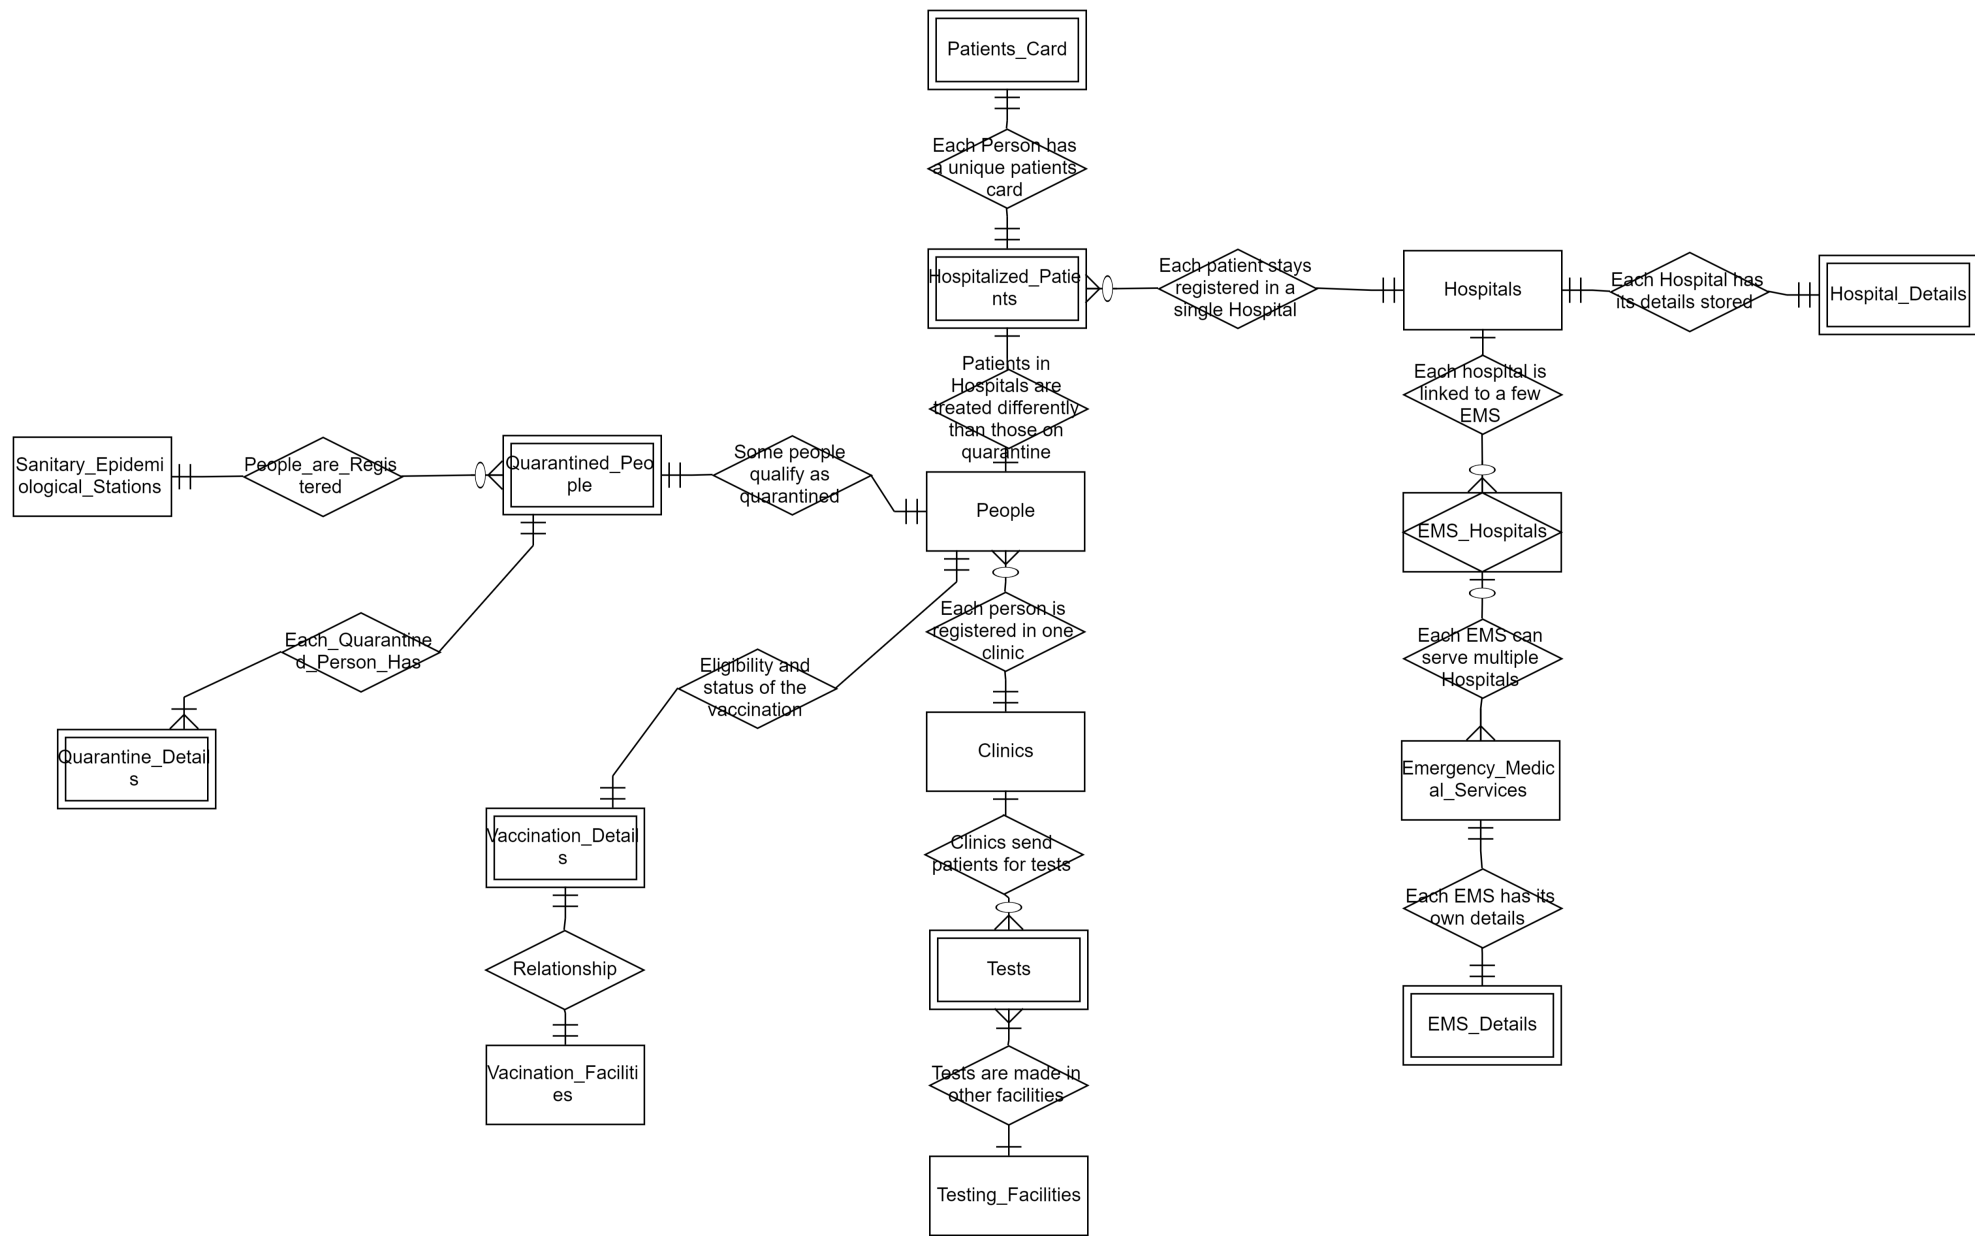 Patients_Card
Each Person has
a unique patients
card
Hospitalized_Patie
nts
Each patient stays
registered in a
single Hospital
Hospitals
Each Hospital has
its details stored
Hospital_Details
Patients in
Hospitals are
treated differently
than those on
quarantine
Each hospital is
linked to a few
EMS
Sanitary_Epidemi
ological_Stations
People_are_Regis
tered
Quarantined_Peo
ple
Some people
qualify as
quarantined
People
EMS_Hospitals
Each_Quarantine
d_Person_Has
Eligibility and
status of the
vaccination
Each person is
registered in one
clinic
Each EMS can
serve multiple
Hospitals
Quarantine_Detail
s
Clinics
Emergency_Medic
al_Services
Vaccination_Detail
s
Clinics send
patients for tests
Each EMS has its
own details
Relationship
Tests
EMS_Details
Vacination_Faciliti
es
Tests are made in
other facilities
Testing_Facilities